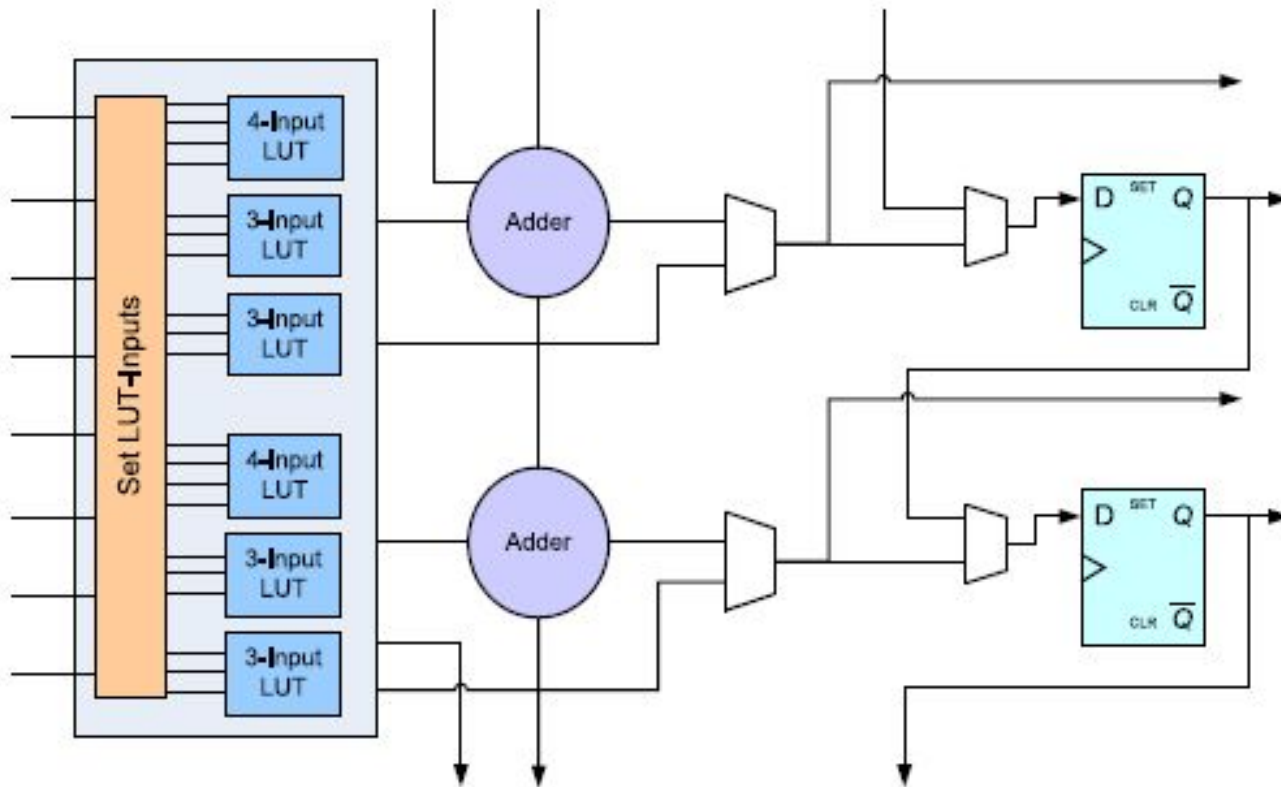 Set LUT-Inputs
4-Input
LUT
3-Input
LUT
3-Input
LUT
4-Input
LUT
3-Input
LUT
3-Input
LUT
Adder
Adder
D SET Q
CLR Q̅
D SET Q
CLR Q̅